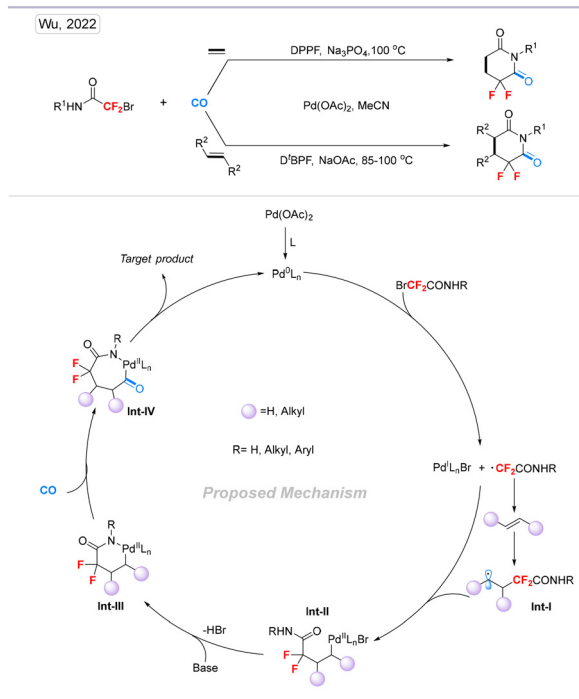 Wu, 2022
DPPF, Na3PO4,100 °C
R1HN
O
CF2Br
+
CO
Pd(OAc)2, MeCN
O
N
R1
O
F
F
R2
R2
DtBPF, NaOAc, 85-100 °C
R2
R2
O
N
R1
O
F
F
Pd(OAc)2
L
Target product
Pd0Ln
BrCF2CONHR
O
R
N
PdIILn
F
F
O
Int-IV
=H, Alkyl
R= H, Alkyl, Aryl
PdILnBr + ·CF2CONHR
Proposed Mechanism
CO
CF2CONHR
Int-I
O
R
N
PdIILn
F
F
Int-III
Int-II
RHN
O
PdIILnBr
F
F
-HBr
Base